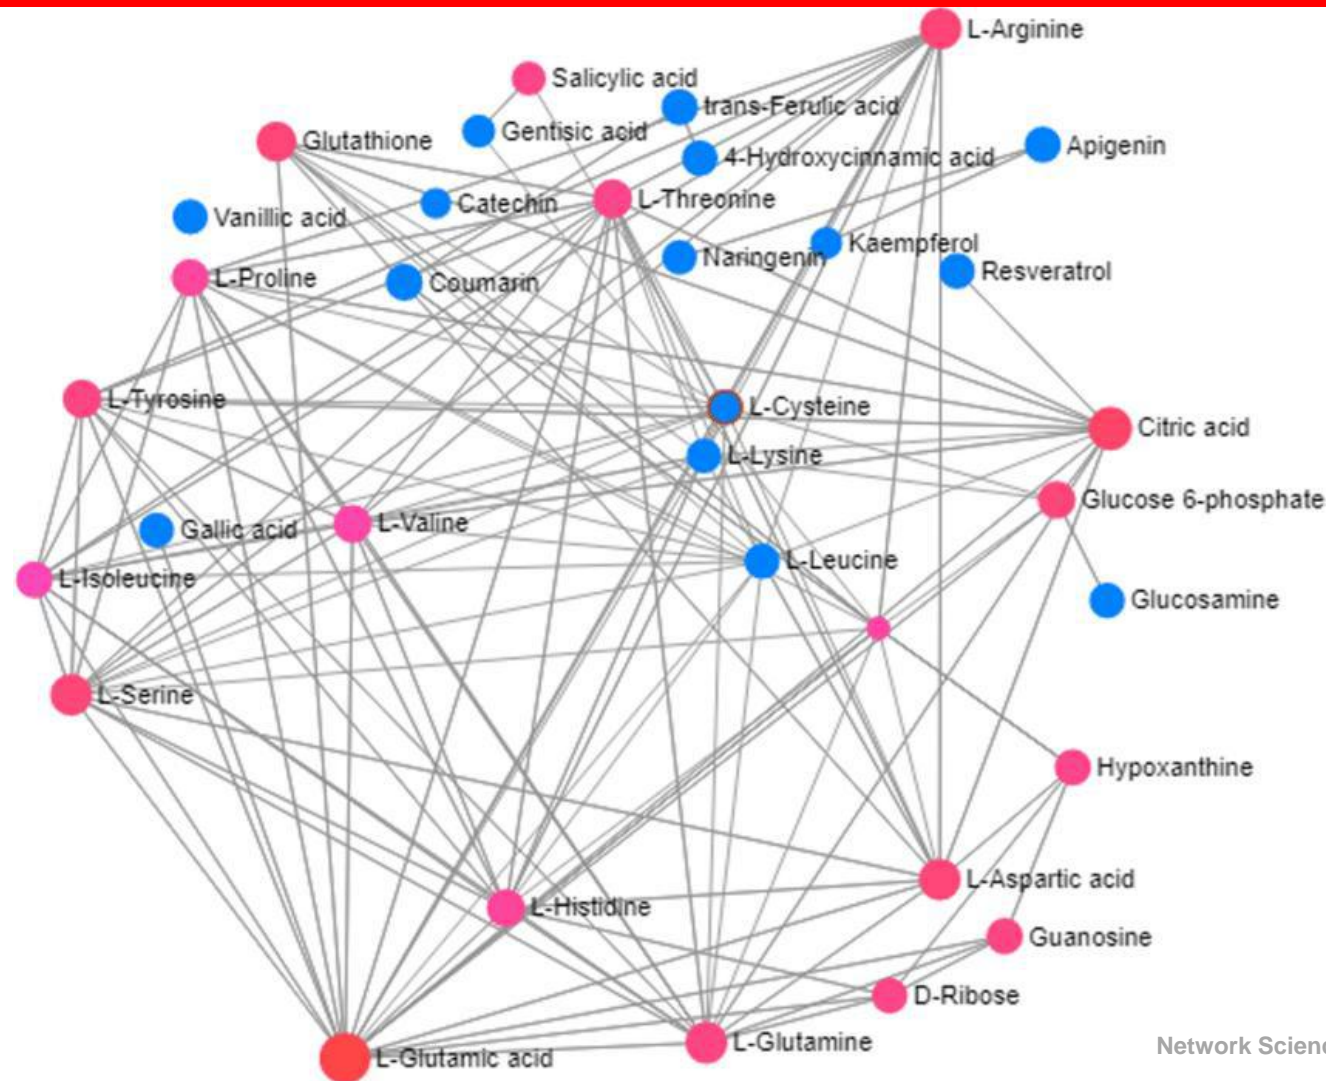 L-Arginine
Salicylic acid
trans-Ferulic acid
Gentisic acid
Glutathione
4-Hydroxycinnamic acid
Apigenin
L-Threonine
Catechin
Vanillic acid
Kaempferol
Naringenin
Resveratrol
L-Proline
Coumarin
L-Tyrosine
L-Cysteine
Citric acid
L-Lysine
Glucose 6-phosphate
L-Valine
Gallic acid
L-Leucine
L-Isoleucine
Glucosamine
L-Serine
Hypoxanthine
L-Aspartic acid
L-Histidine
Guanosine
D-Ribose
L-Glutamine
Network Scienc
L-Glutamic acid